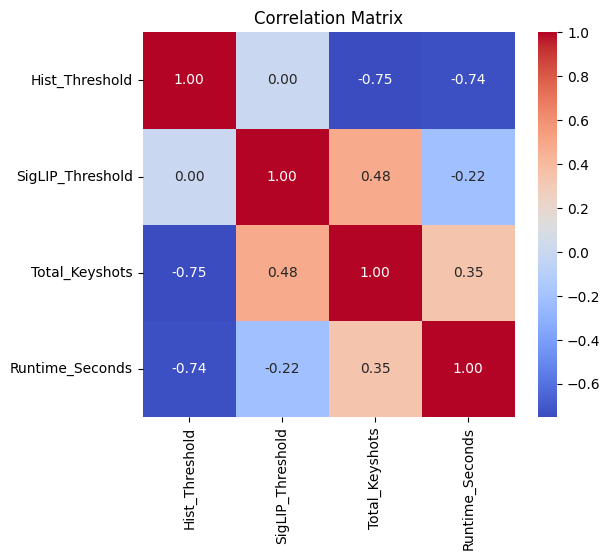 Correlation Matrix
Hist_Threshold 1.00 0.00 -0.75 -0.74
SigLIP_Threshold 0.00 1.00 0.48 -0.22
Total_Keyshots -0.75 0.48 1.00 0.35
Runtime_Seconds -0.74 -0.22 0.35 1.00
Hist_Threshold SigLIP_Threshold Total_Keyshots Runtime_Seconds
1.0
0.8
0.6
0.4
0.2
0.0
−0.2
−0.4
−0.6